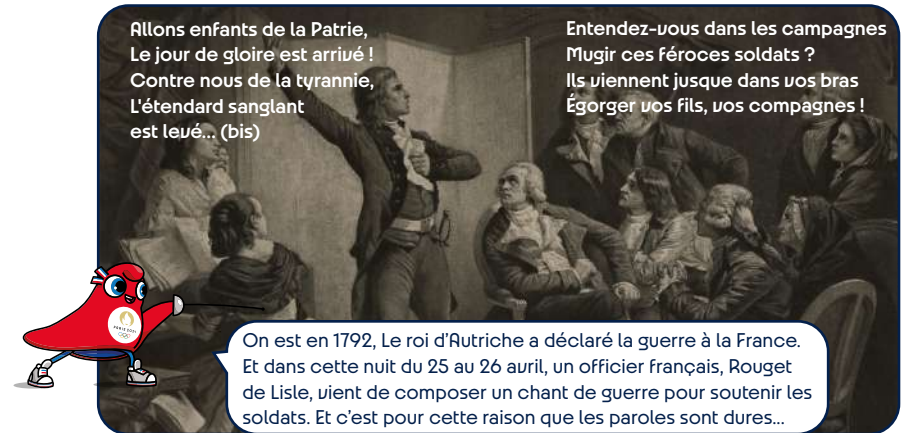 Allons enfants de la Patrie,
Le jour de gloire est arrivé !
Contre nous de la tyrannie,
L'étendard sanglant
est levé... (bis)
Entendez-vous dans les campagnes
Mugir ces féroces soldats ?
Ils viennent jusque dans vos bras
Égorger vos fils, vos compagnes !
PARIS 2024
On est en 1792, Le roi d'Autriche a déclaré la guerre à la France.
Et dans cette nuit du 25 au 26 avril, un officier français, Rouget
de Lisle, vient de composer un chant de guerre pour soutenir les
soldats. Et c'est pour cette raison que les paroles sont dures...